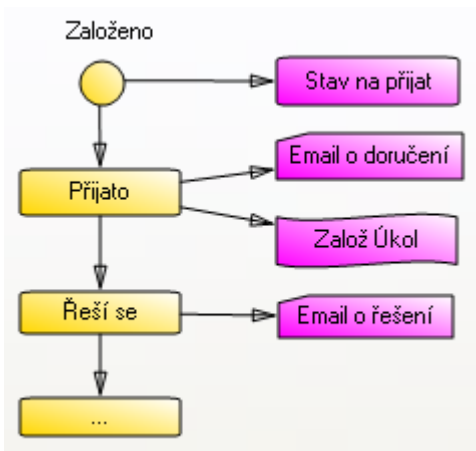 Založeno
Stav na přijat
Email o doručení
Přijato
Založ Úkol
Řeší se
Email o řešení
...